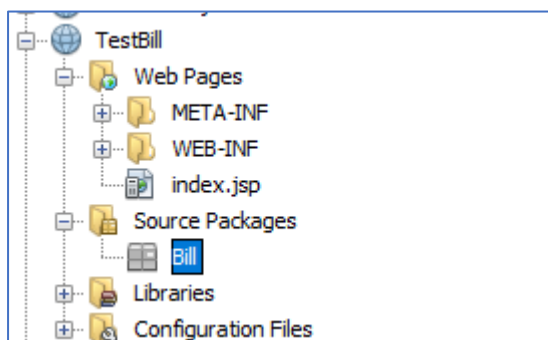 TestBill
Web Pages
META-INF
WEB-INF
index.jsp
Source Packages
Bill
Libraries
Configuration Files